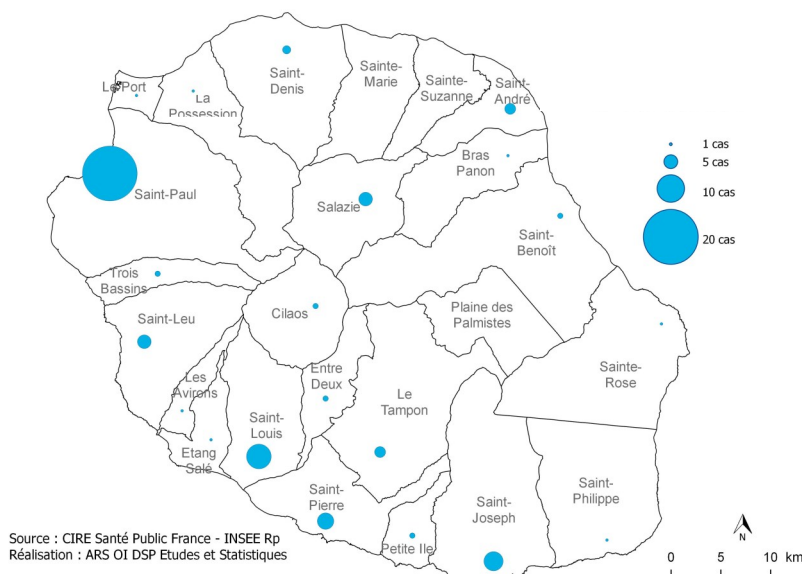 Saint-
Denis
Sainte-
Marie
Sainte-
Suzanne
Saint-
André
Le Port
La
Possession
Bras
Panon
1 cas
5 cas
10 cas
20 cas
Saint-Paul
Salazie
Saint-
Benoît
Trois
Bassins
Cilaos
Plaine des
Palmistes
Saint-Leu
Sainte-
Rose
Les
Avirons
Entre
Deux
Le
Tampon
Saint-
Louis
Etang
Salé
Saint-
Pierre
Saint-
Joseph
Saint-
Philippe
Petite Ile
Source : CIRE Santé Public France - INSEE Rp
Réalisation : ARS OI DSP Etudes et Statistiques
N
0 5 10 km